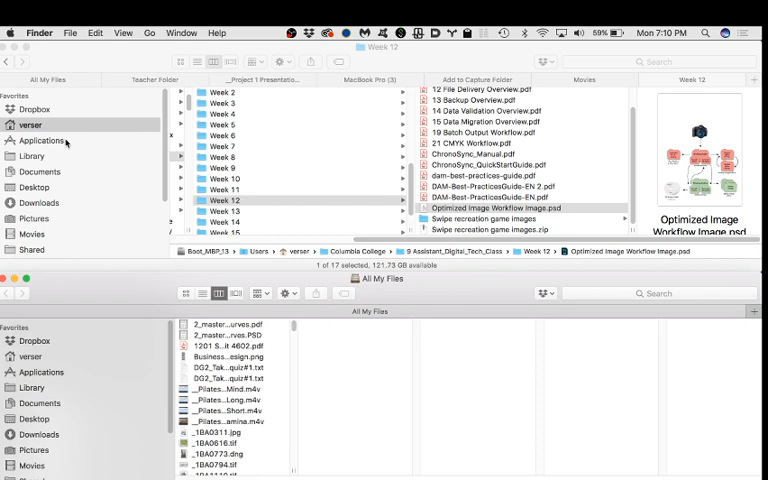 Finder File Edit View Go Window Help 59% Mon 7:10 PM
Week 12
Search
All My Files Teacher Folder __Project 1 Presentatio... MacBook Pro (3) Add to Capture Folder Movies Week 12
Favorites
Dropbox
verser
Applications
Library
Documents
Desktop
Downloads
Pictures
Movies
Shared
Week 2
Week 3
Week 4
Week 5
Week 6
Week 7
Week 8
Week 9
Week 10
Week 11
Week 12
Week 13
Week 14
Week 15
12 File Delivery Overview.pdf
13 Backup Overview.pdf
14 Data Validation Overview.pdf
15 Data Migration Overview.pdf
19 Batch Output Workflow.pdf
21 CMYK Workflow.pdf
ChronoSync_Manual.pdf
ChronoSync_QuickStartGuide.pdf
dam-best-practices-guide.pdf
DAM-Best-PracticesGuide-EN 2.pdf
DAM-Best-PracticesGuide-EN.pdf
Optimized Image Workflow Image.psd
Swipe recreation game images
Swipe recreation game images.zip
Optimized Image
Workflow Image.psd
Boot_MBP_13 Users verser Columbia College 9 Assistant_Digital_Tech_Class Week 12 Optimized Image Workflow Image.psd
1 of 17 selected, 121.73 GB available
All My Files
Search
All My Files
Favorites
Dropbox
verser
Applications
Library
Documents
Desktop
Downloads
Pictures
Movies
2_master...urves.pdf
2_master...rves.PSD
1201 S...it 4602.pdf
Business...esign.png
DG2_Tak...quiz#1.txt
DG2_Tak...quiz#1.txt
__Pilates...Mind.m4v
__Pilates...Long.m4v
__Pilates...Short.m4v
__Pilates...amina.m4v
_1BA0311.jpg
_1BA0616.tif
_1BA0773.dng
_1BA0794.tif